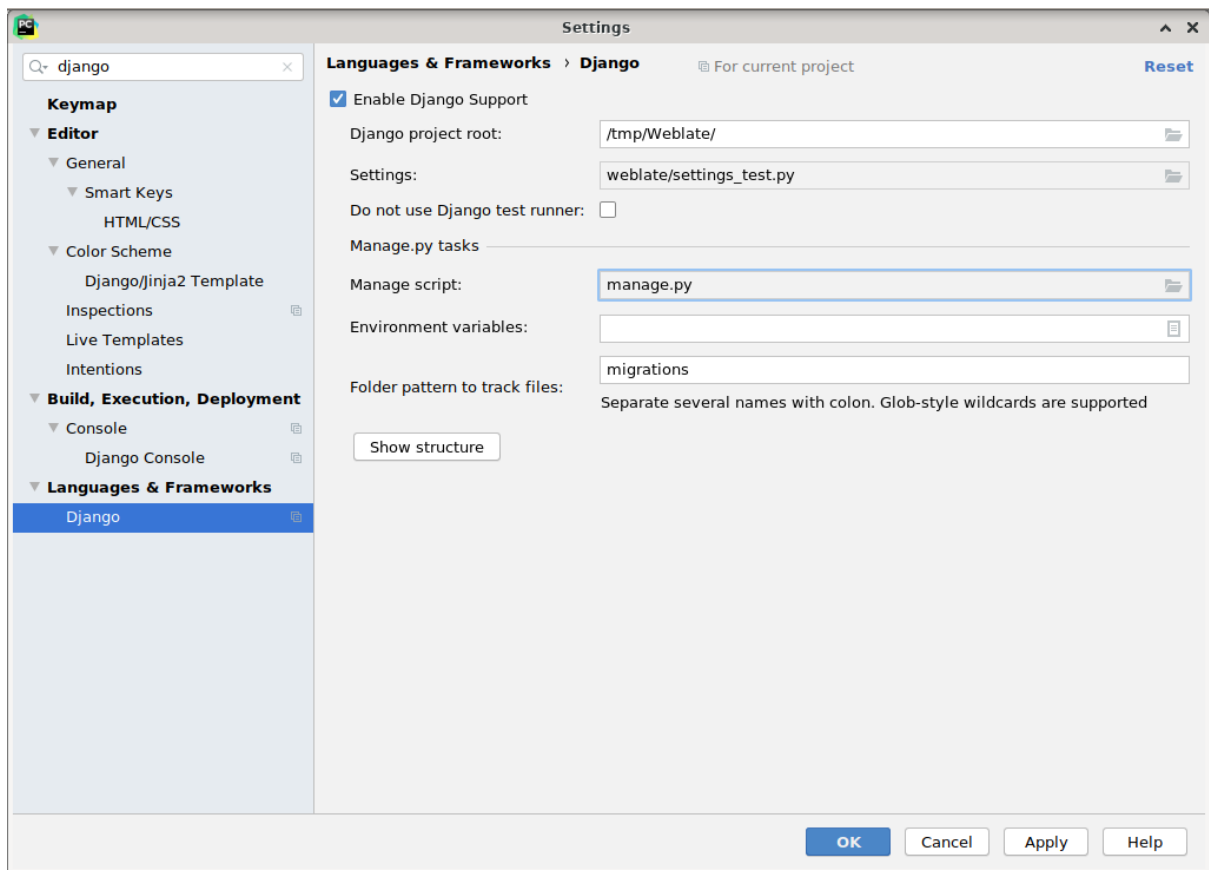 PC
Settings
django
Languages & Frameworks › Django
For current project
Reset
Keymap
Editor
General
Smart Keys
HTML/CSS
Color Scheme
Django/Jinja2 Template
Inspections
Live Templates
Intentions
Build, Execution, Deployment
Console
Django Console
Languages & Frameworks
Django
Enable Django Support
Django project root: /tmp/Weblate/
Settings: weblate/settings_test.py
Do not use Django test runner:
Manage.py tasks
Manage script: manage.py
Environment variables:
Folder pattern to track files: migrations
Separate several names with colon. Glob-style wildcards are supported
Show structure
OK
Cancel
Apply
Help